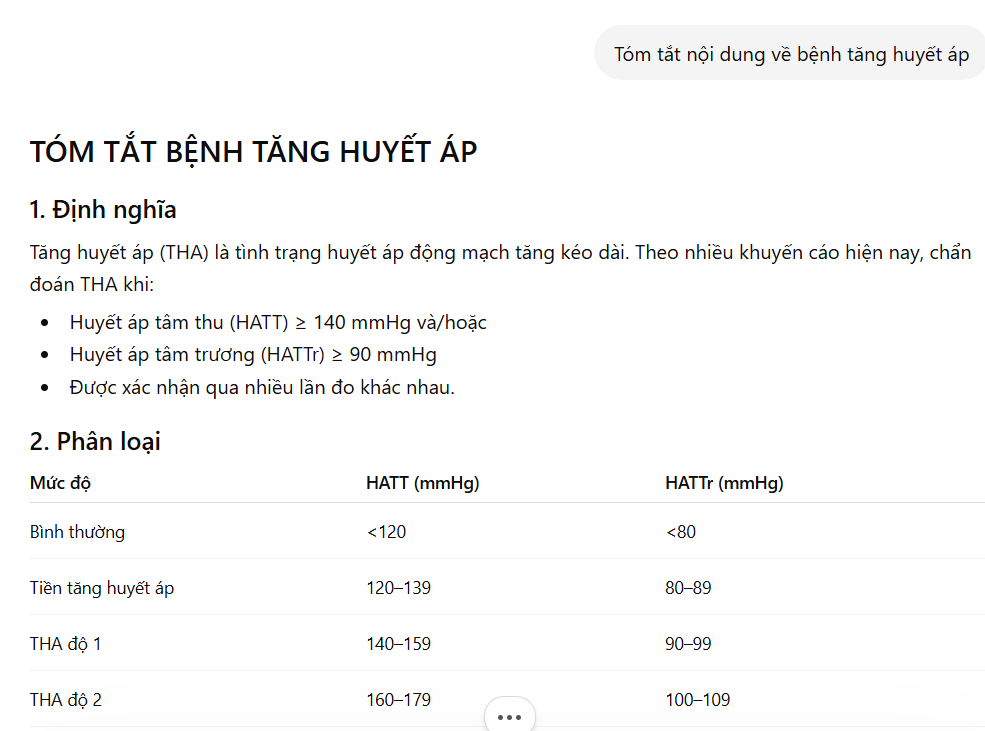 Tóm tắt nội dung về bệnh tăng huyết áp
TÓM TẮT BỆNH TĂNG HUYẾT ÁP
1. Định nghĩa
Tăng huyết áp (THA) là tình trạng huyết áp động mạch tăng kéo dài. Theo nhiều khuyến cáo hiện nay, chẩn
đoán THA khi:
• Huyết áp tâm thu (HATT) ≥ 140 mmHg và/hoặc
• Huyết áp tâm trương (HATTr) ≥ 90 mmHg
• Được xác nhận qua nhiều lần đo khác nhau.
2. Phân loại
Mức độ HATT (mmHg) HATTr (mmHg)
Bình thường <120 <80
Tiền tăng huyết áp 120–139 80–89
THA độ 1 140–159 90–99
THA độ 2 160–179 100–109